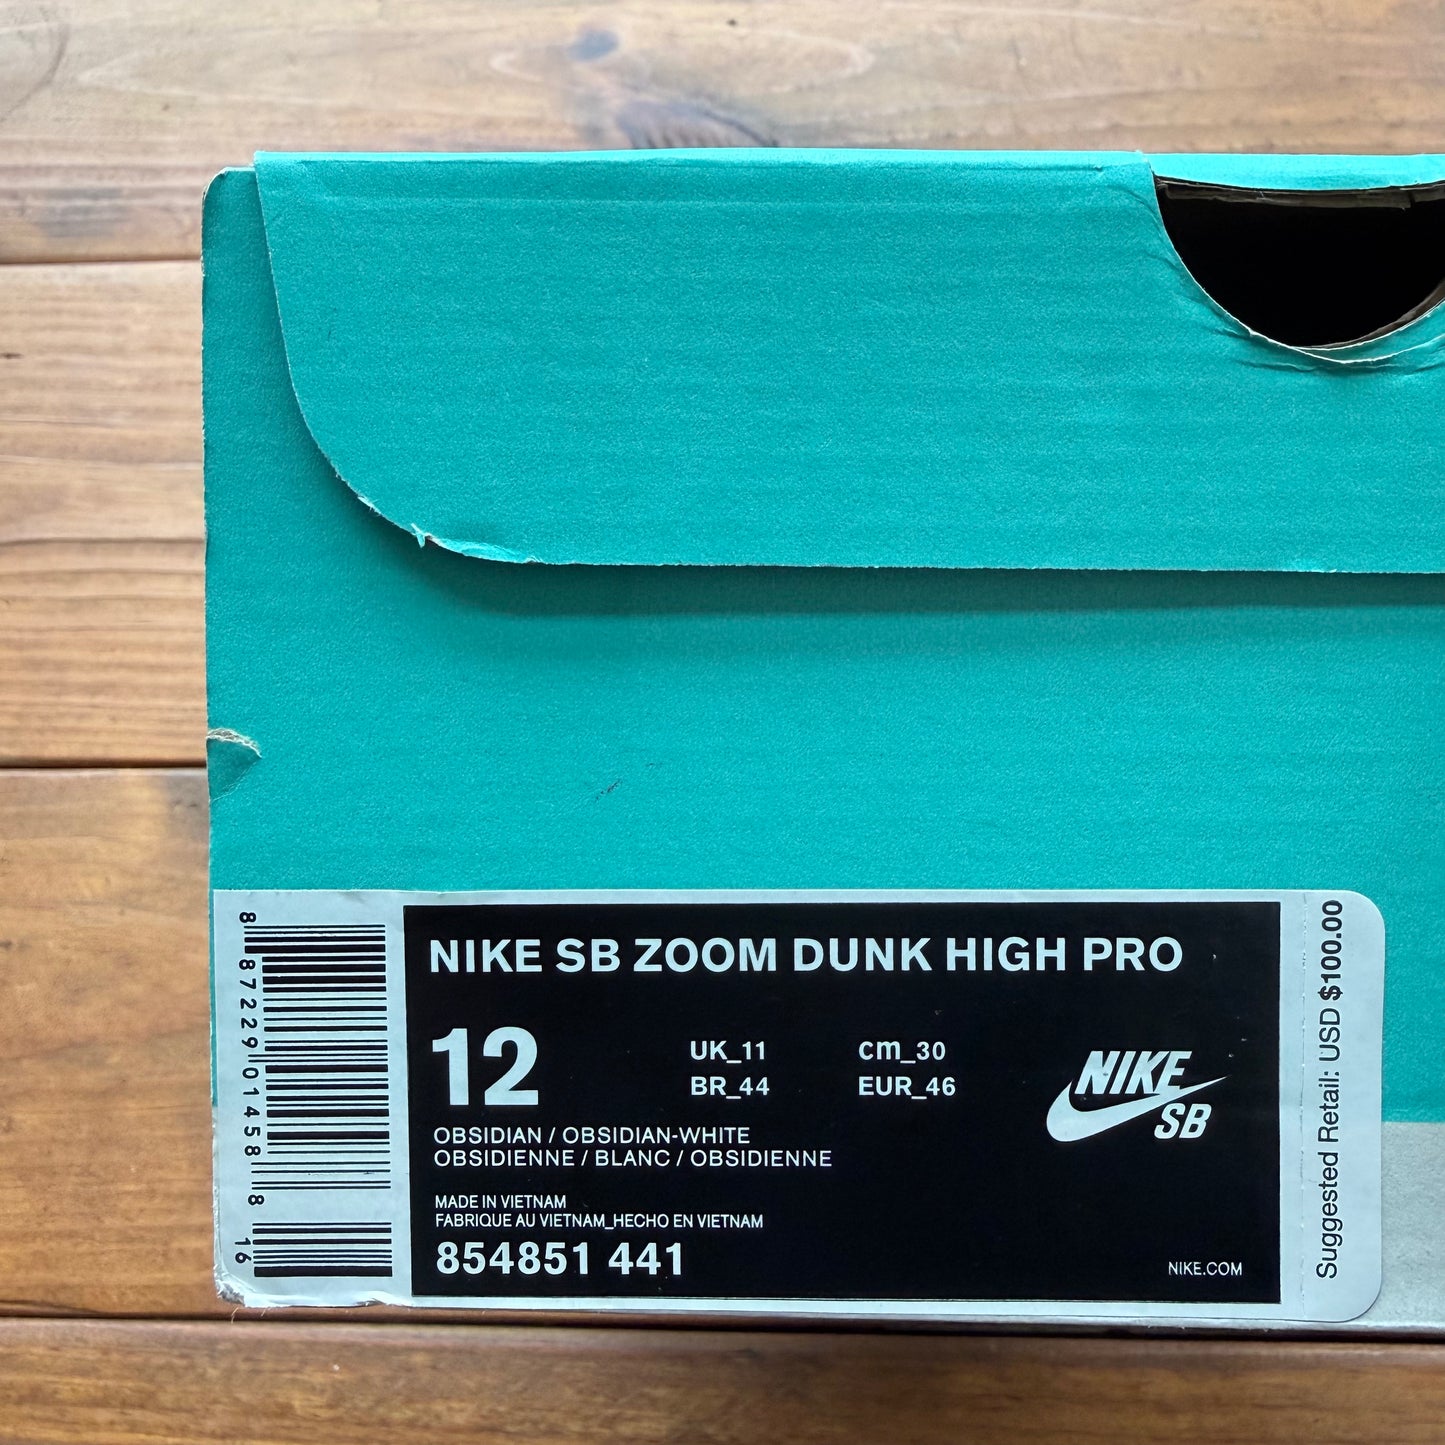 8 87229 01458 8 16
NIKE SB ZOOM DUNK HIGH PRO
12
UK_11 cm_30
BR_44 EUR_46
NIKE
SB
OBSIDIAN / OBSIDIAN-WHITE
OBSIDIENNE / BLANC / OBSIDIENNE
MADE IN VIETNAM
FABRIQUE AU VIETNAM_HECHO EN VIETNAM
854851 441
NIKE.COM
Suggested Retail: USD $100.00